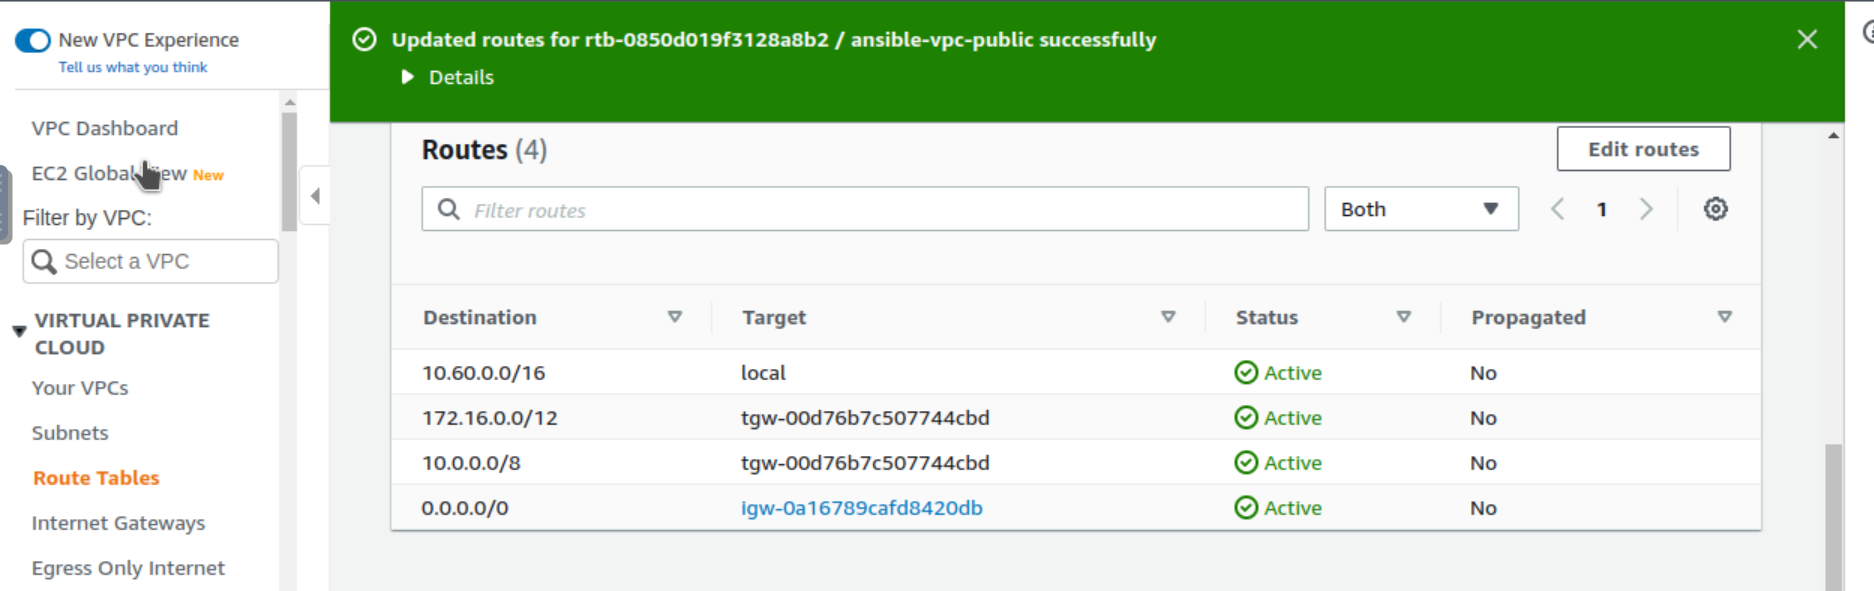 New VPC Experience
Tell us what you think
VPC Dashboard
EC2 Global New
Filter by VPC:
Select a VPC
VIRTUAL PRIVATE
CLOUD
Your VPCs
Subnets
Route Tables
Internet Gateways
Egress Only Internet
Updated routes for rtb-0850d019f3128a8b2 / ansible-vpc-public successfully
Details
Routes (4)
Edit routes
Filter routes
Both
1
Destination Target Status Propagated
10.60.0.0/16 local Active No
172.16.0.0/12 tgw-00d76b7c507744cbd Active No
10.0.0.0/8 tgw-00d76b7c507744cbd Active No
0.0.0.0/0 igw-0a16789cafd8420db Active No